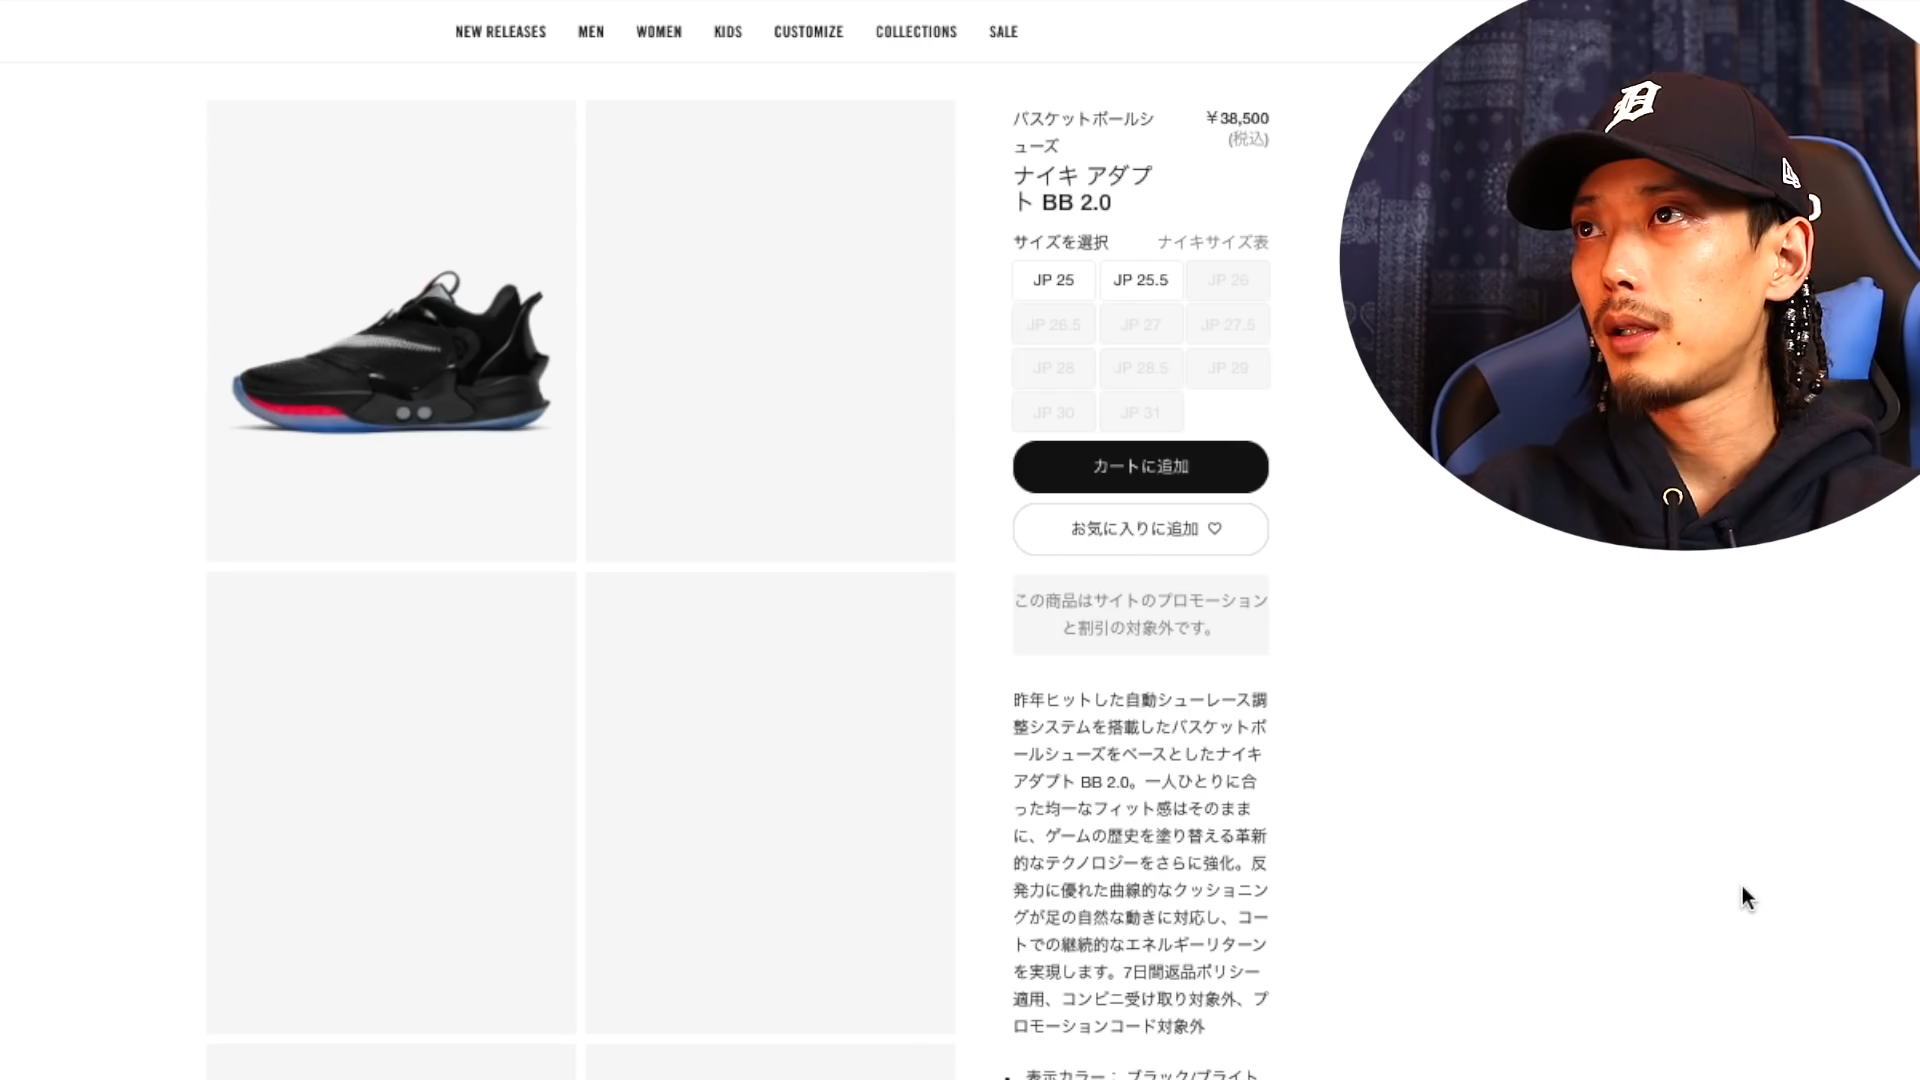 NEW RELEASES MEN WOMEN KIDS CUSTOMIZE COLLECTIONS SALE
バスケットボールシ
ューズ
￥38,500
(税込)
ナイキ アダプ
ト BB 2.0
サイズを選択 ナイキサイズ表
JP 25 JP 25.5 JP 26
JP 26.5 JP 27 JP 27.5
JP 28 JP 28.5 JP 29
JP 30 JP 31
カートに追加
お気に入りに追加
この商品はサイトのプロモーション
と割引の対象外です。
昨年ヒットした自動シューレース調
整システムを搭載したバスケットボ
ールシューズをベースとしたナイキ
アダプト BB 2.0。一人ひとりに合
った均一なフィット感はそのまま
に、ゲームの歴史を塗り替える革新
的なテクノロジーをさらに強化。反
発力に優れた曲線的なクッショニン
グが足の自然な動きに対応し、コー
トでの継続的なエネルギーリターン
を実現します。7日間返品ポリシー
適用、コンビニ受け取り対象外、プ
ロモーションコード対象外
表示カラー： ブラック/ブライト
D